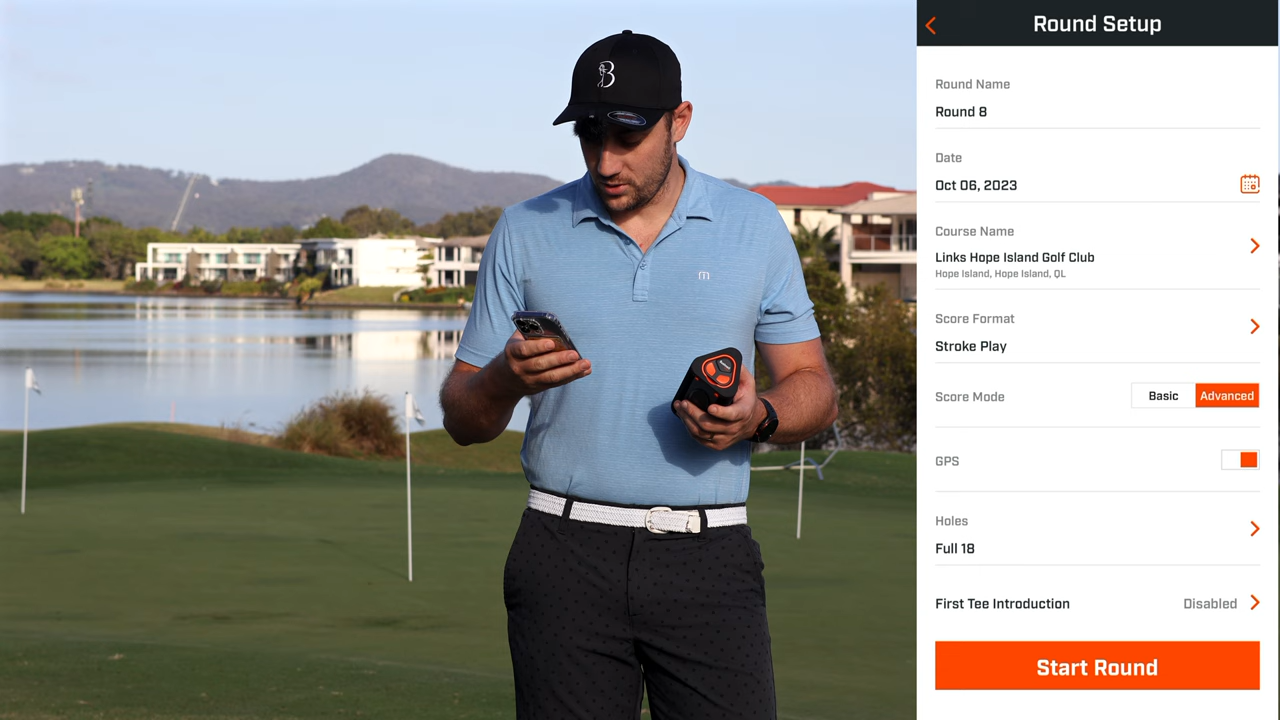 B
m
Round Setup
Round Name
Round 8
Date
Oct 06, 2023
Course Name
Links Hope Island Golf Club
Hope Island, Hope Island, QL
Score Format
Stroke Play
Score Mode
Basic
Advanced
GPS
Holes
Full 18
First Tee Introduction
Disabled
Start Round